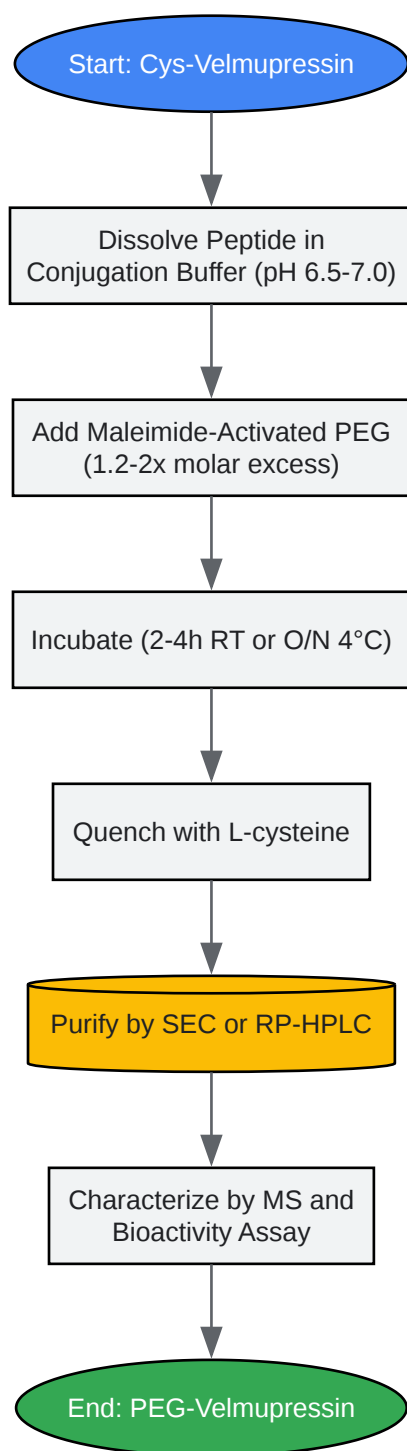 Start: Cys-Velmupressin
Dissolve Peptide in
Conjugation Buffer (pH 6.5-7.0)
Add Maleimide-Activated PEG
(1.2-2x molar excess)
Incubate (2-4h RT or O/N 4°C)
Quench with L-cysteine
Purify by SEC or RP-HPLC
Characterize by MS and
Bioactivity Assay
End: PEG-Velmupressin